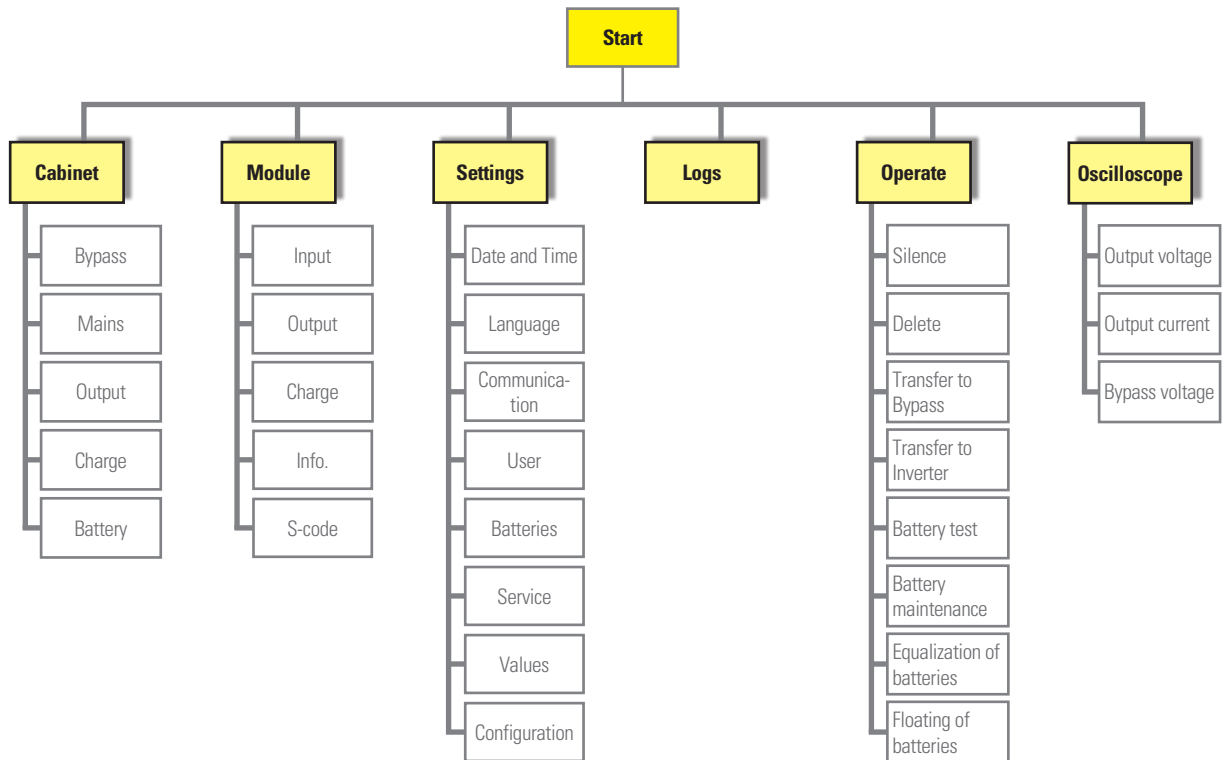 Start
Cabinet
Module
Settings
Logs
Operate
Oscilloscope
Bypass
Mains
Output
Charge
Battery
Input
Output
Charge
Info.
S-code
Date and Time
Language
Communica-
tion
User
Batteries
Service
Values
Configuration
Silence
Delete
Transfer to
Bypass
Transfer to
Inverter
Battery test
Battery
maintenance
Equalization of
batteries
Floating of
batteries
Output voltage
Output current
Bypass voltage